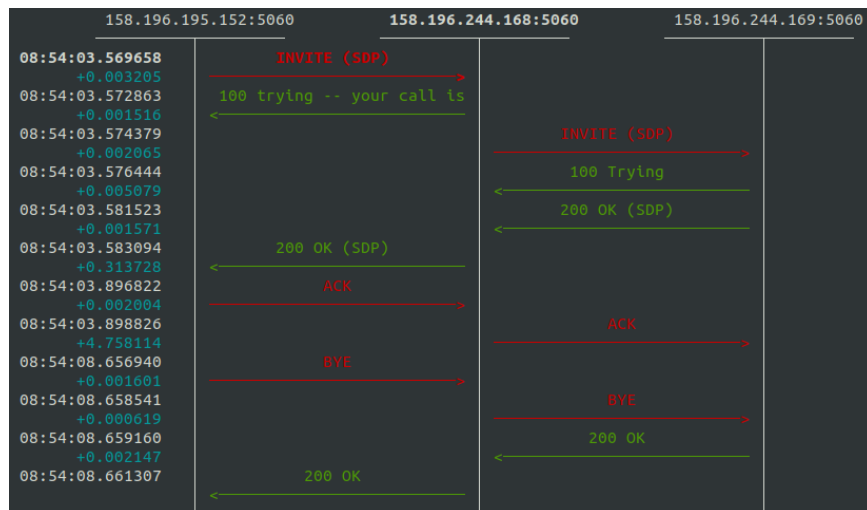 158.196.195.152:5060 158.196.244.168:5060 158.196.244.169:5060
08:54:03.569658 INVITE (SDP)
+0.003205
08:54:03.572863 100 trying -- your call is
+0.001516
08:54:03.574379 INVITE (SDP)
+0.002065
08:54:03.576444 100 Trying
+0.005079
08:54:03.581523 200 OK (SDP)
+0.001571
08:54:03.583094 200 OK (SDP)
+0.313728
08:54:03.896822 ACK
+0.002004
08:54:03.898826 ACK
+4.758114
08:54:08.656940 BYE
+0.001601
08:54:08.658541 BYE
+0.000619
08:54:08.659160 200 OK
+0.002147
08:54:08.661307 200 OK